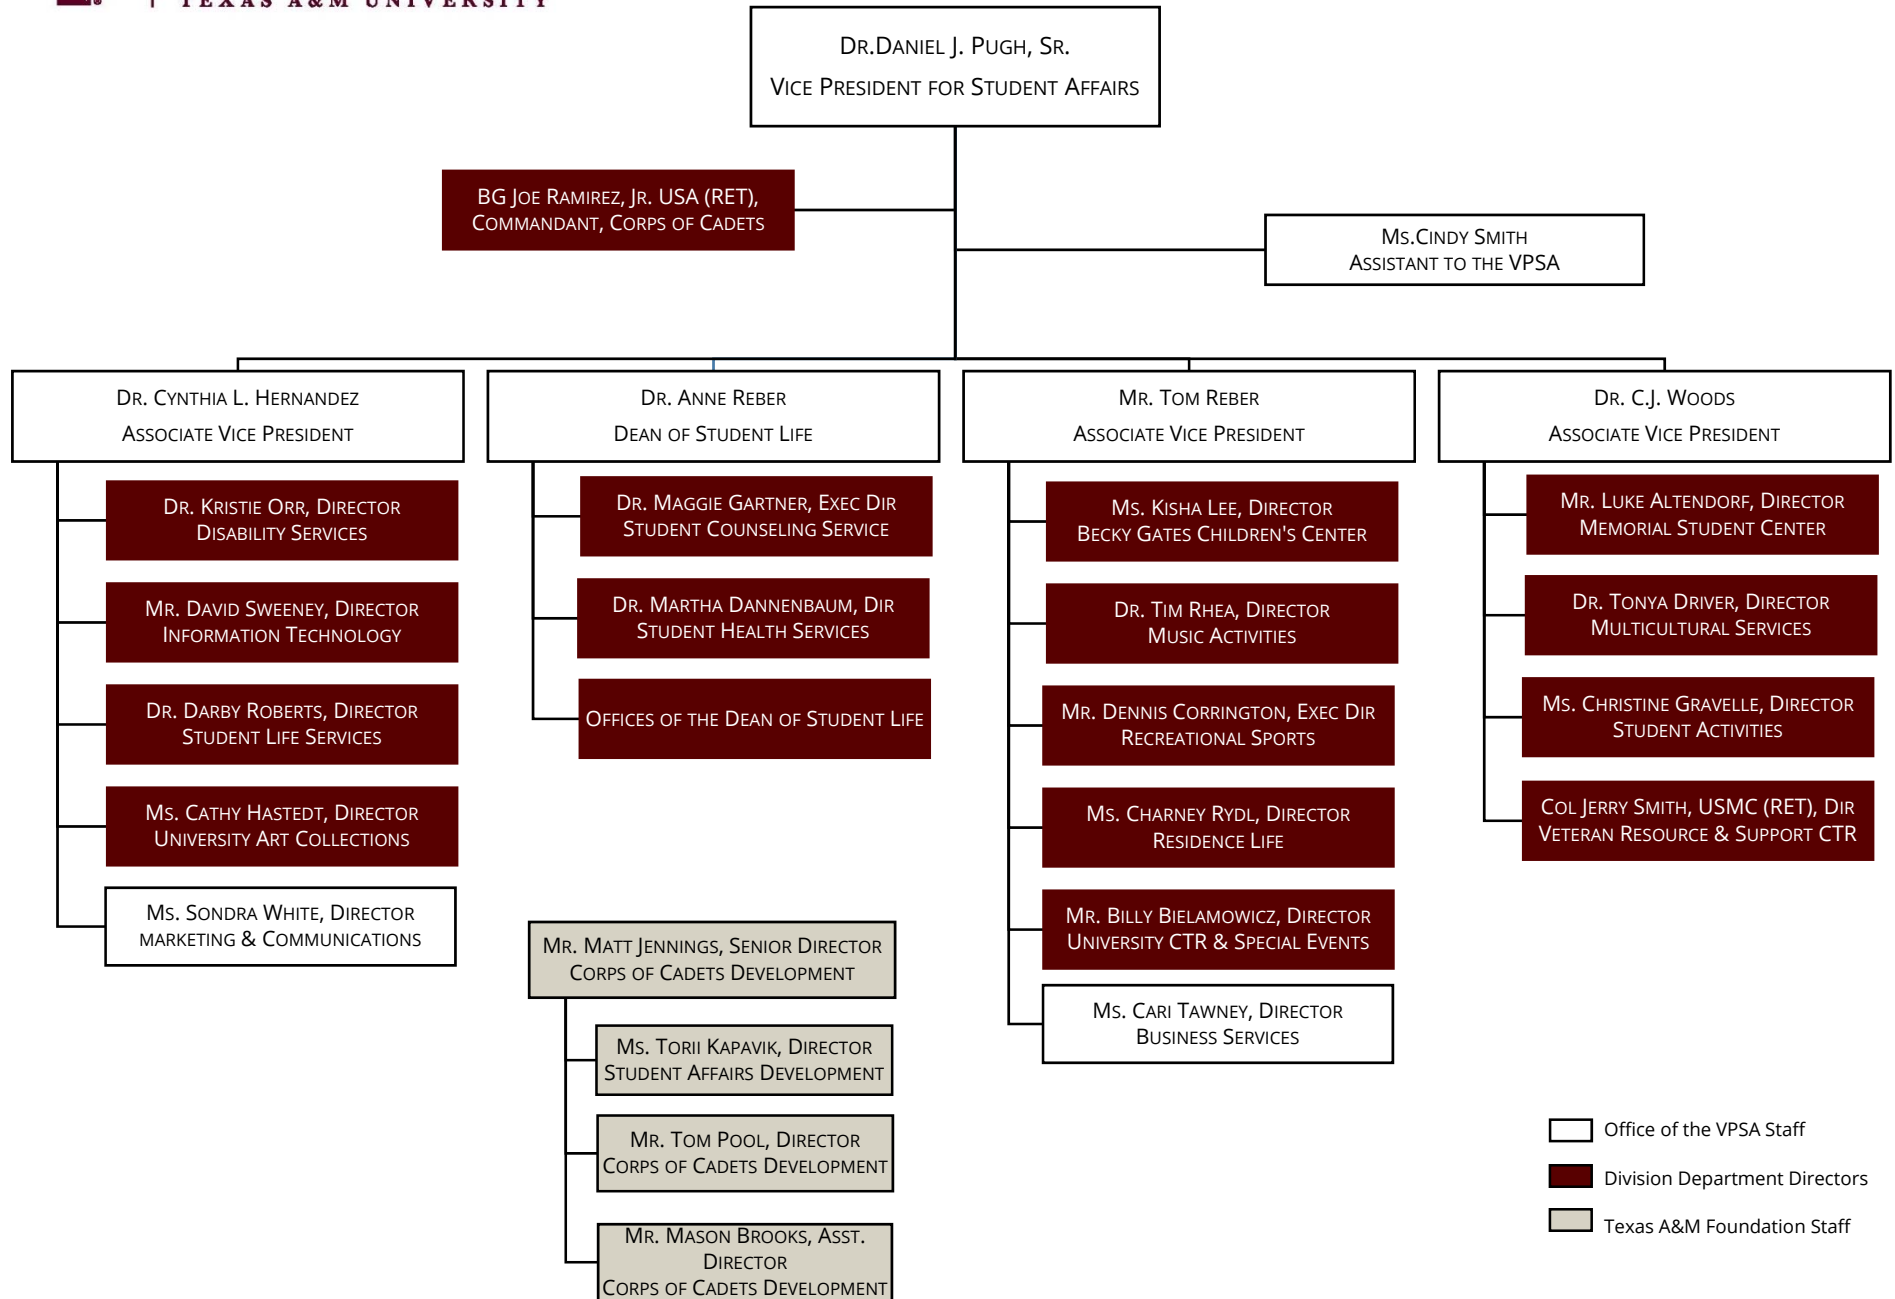 TEXAS A&M UNIVERSITY
DR.DANIEL J. PUGH, SR.
VICE PRESIDENT FOR STUDENT AFFAIRS
BG JOE RAMIREZ, JR. USA (RET),
COMMANDANT, CORPS OF CADETS
MS.CINDY SMITH
ASSISTANT TO THE VPSA
DR. CYNTHIA L. HERNANDEZ
ASSOCIATE VICE PRESIDENT
DR. KRISTIE ORR, DIRECTOR
DISABILITY SERVICES
MR. DAVID SWEENEY, DIRECTOR
INFORMATION TECHNOLOGY
DR. DARBY ROBERTS, DIRECTOR
STUDENT LIFE SERVICES
MS. CATHY HASTEDT, DIRECTOR
UNIVERSITY ART COLLECTIONS
MS. SONDRA WHITE, DIRECTOR
MARKETING & COMMUNICATIONS
DR. ANNE REBER
DEAN OF STUDENT LIFE
DR. MAGGIE GARTNER, EXEC DIR
STUDENT COUNSELING SERVICE
DR. MARTHA DANNENBAUM, DIR
STUDENT HEALTH SERVICES
OFFICES OF THE DEAN OF STUDENT LIFE
MR. TOM REBER
ASSOCIATE VICE PRESIDENT
MS. KISHA LEE, DIRECTOR
BECKY GATES CHILDREN'S CENTER
DR. TIM RHEA, DIRECTOR
MUSIC ACTIVITIES
MR. DENNIS CORRINGTON, EXEC DIR
RECREATIONAL SPORTS
MS. CHARNEY RYDL, DIRECTOR
RESIDENCE LIFE
MR. BILLY BIELAMOWICZ, DIRECTOR
UNIVERSITY CTR & SPECIAL EVENTS
MS. CARI TAWNEY, DIRECTOR
BUSINESS SERVICES
DR. C.J. WOODS
ASSOCIATE VICE PRESIDENT
MR. LUKE ALTENDORF, DIRECTOR
MEMORIAL STUDENT CENTER
DR. TONYA DRIVER, DIRECTOR
MULTICULTURAL SERVICES
MS. CHRISTINE GRAVELLE, DIRECTOR
STUDENT ACTIVITIES
COL JERRY SMITH, USMC (RET), DIR
VETERAN RESOURCE & SUPPORT CTR
MR. MATT JENNINGS, SENIOR DIRECTOR
CORPS OF CADETS DEVELOPMENT
MS. TORII KAPAVIK, DIRECTOR
STUDENT AFFAIRS DEVELOPMENT
MR. TOM POOL, DIRECTOR
CORPS OF CADETS DEVELOPMENT
MR. MASON BROOKS, ASST.
DIRECTOR
CORPS OF CADETS DEVELOPMENT
Office of the VPSA Staff
Division Department Directors
Texas A&M Foundation Staff